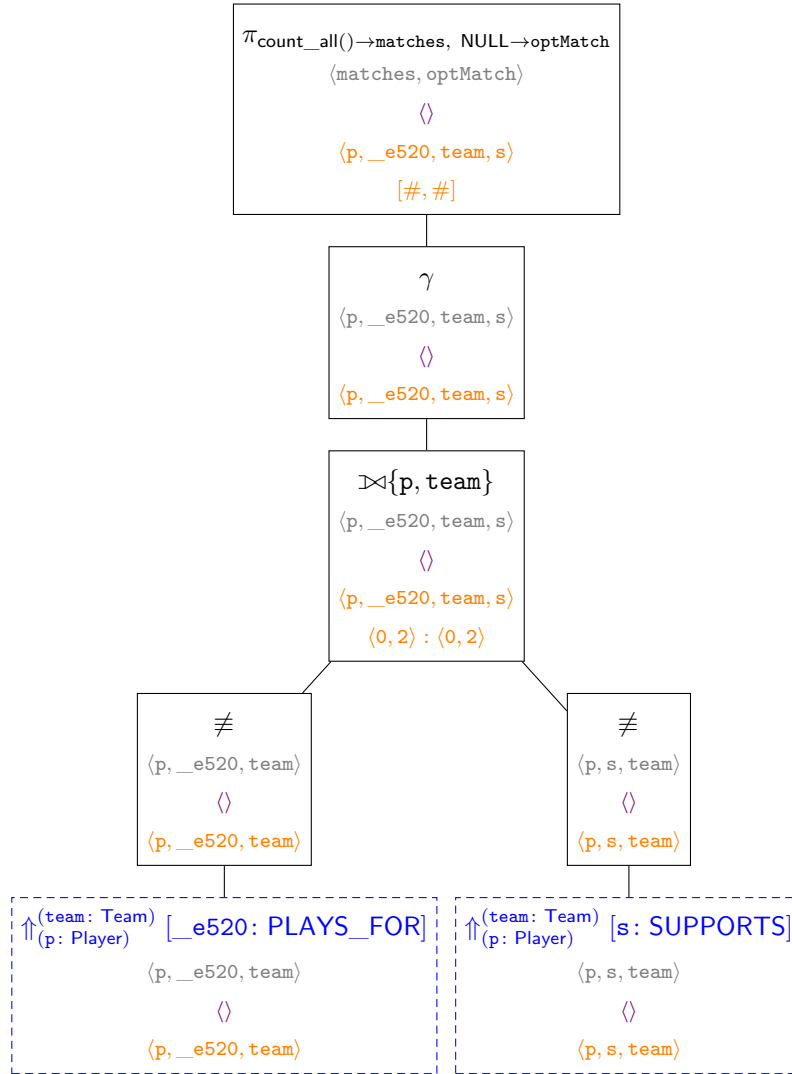 π count_all()→matches, NULL→optMatch
⟨matches, optMatch⟩
⟨⟩
⟨p, __e520, team, s⟩
[#, #]
γ
⟨p, __e520, team, s⟩
⟨⟩
⟨p, __e520, team, s⟩
⟕{p, team}
⟨p, __e520, team, s⟩
⟨⟩
⟨p, __e520, team, s⟩
⟨0, 2⟩ : ⟨0, 2⟩
≢
⟨p, __e520, team⟩
⟨⟩
⟨p, __e520, team⟩
≢
⟨p, s, team⟩
⟨⟩
⟨p, s, team⟩
⇑ (team: Team) (p: Player) [__e520: PLAYS_FOR]
⟨p, __e520, team⟩
⟨⟩
⟨p, __e520, team⟩
⇑ (team: Team) (p: Player) [s: SUPPORTS]
⟨p, s, team⟩
⟨⟩
⟨p, s, team⟩